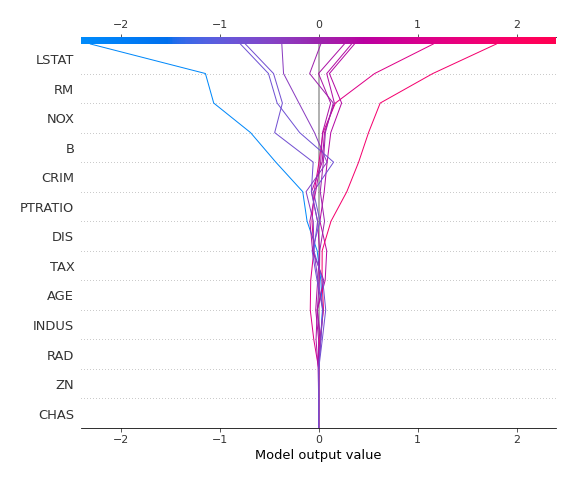 −2 −1 0 1 2
LSTAT
RM
NOX
B
CRIM
PTRATIO
DIS
TAX
AGE
INDUS
RAD
ZN
CHAS
−2 −1 0 1 2
Model output value